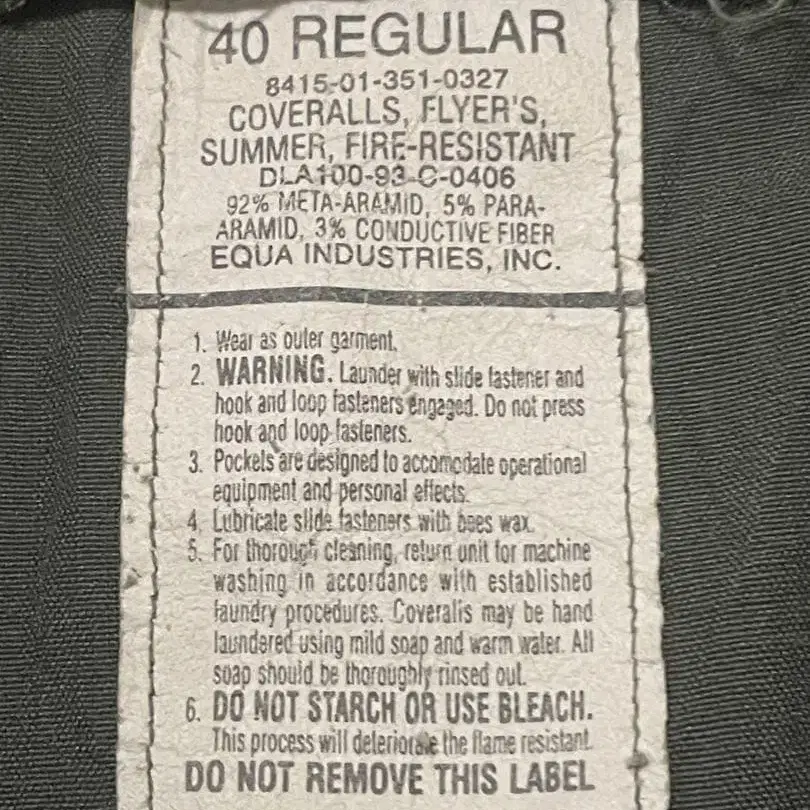 40 REGULAR
8415-01-351-0327
COVERALLS, FLYER'S,
SUMMER, FIRE-RESISTANT
DLA100-93-C-0406
92% META-ARAMID, 5% PARA-
ARAMID, 3% CONDUCTIVE FIBER
EQUA INDUSTRIES, INC.
1. Wear as outer garment.
2. WARNING. Launder with slide fastener and
hook and loop fasteners engaged. Do not press
hook and loop fasteners.
3. Pockets are designed to accomodate operational
equipment and personal effects.
4. Lubricate slide fasteners with bees wax.
5. For thorough cleaning, return unit for machine
washing in accordance with established
laundry procedures. Coveralls may be hand
laundered using mild soap and warm water. All
soap should be thoroughly rinsed out.
6. DO NOT STARCH OR USE BLEACH.
This process will deteriorate the flame resistant.
DO NOT REMOVE THIS LABEL